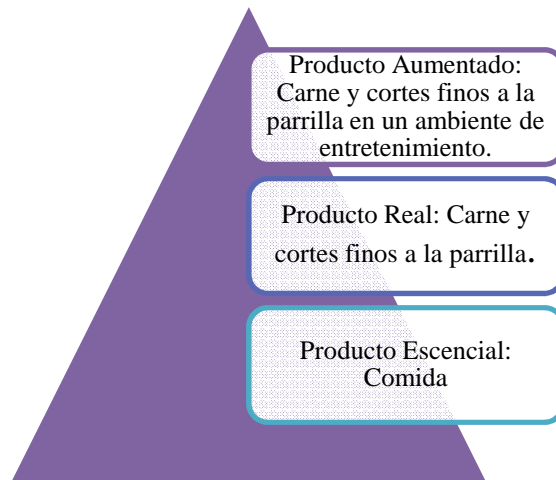 Producto Aumentado:
Carne y cortes finos a la
parrilla en un ambiente de
entretenimiento.
Producto Real: Carne y
cortes finos a la parrilla.
Producto Escencial:
Comida